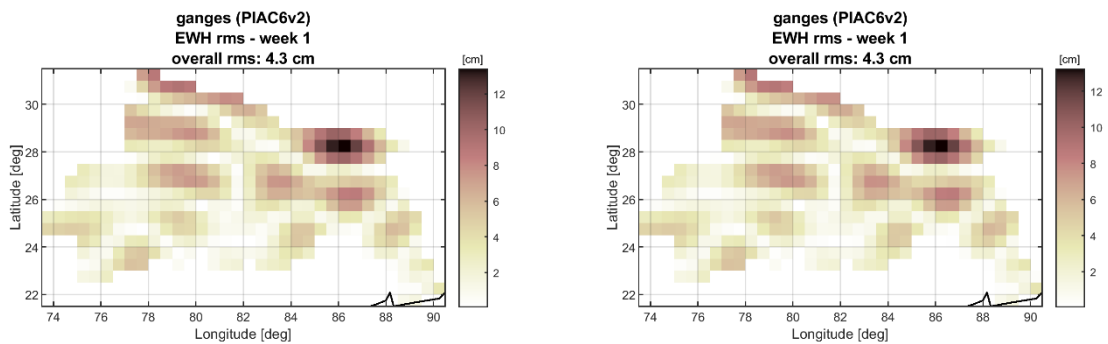 ganges (PIAC6v2)
EWH rms - week 1
overall rms: 4.3 cm
[cm]
10
8
6
4
2
30
28
26
24
22
Latitude [deg]
74 76 78 80 82 84 86 88 90
Longitude [deg]
ganges (PIAC6v2)
EWH rms - week 1
overall rms: 4.3 cm
[cm]
12
10
8
6
4
2
30
28
26
24
22
Latitude [deg]
74 76 78 80 82 84 86 88 90
Longitude [deg]